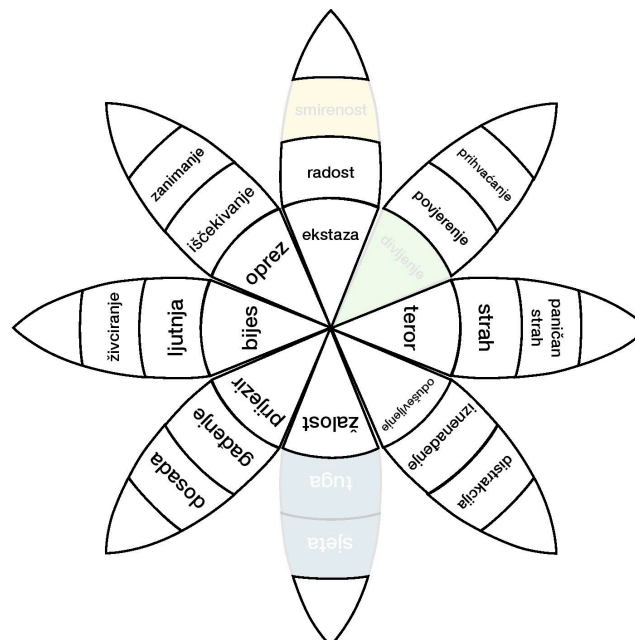 smirenost
radost
ekstaza
prihvaćanje
povjerenje
divljenje
paničan
strah
strah
teror
distrakcija
iznenađenje
oduševljenje
žalost
tuga
sjeta
prijezir
gađenje
dosada
bijes
ljutnja
živciranje
oprez
iščekivanje
zanimanje